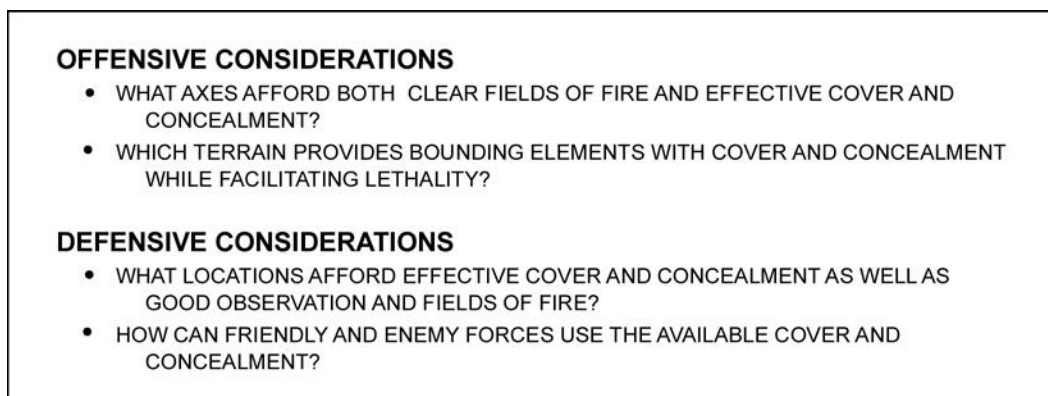 OFFENSIVE CONSIDERATIONS
• WHAT AXES AFFORD BOTH CLEAR FIELDS OF FIRE AND EFFECTIVE COVER AND
CONCEALMENT?
• WHICH TERRAIN PROVIDES BOUNDING ELEMENTS WITH COVER AND CONCEALMENT
WHILE FACILITATING LETHALITY?
DEFENSIVE CONSIDERATIONS
• WHAT LOCATIONS AFFORD EFFECTIVE COVER AND CONCEALMENT AS WELL AS
GOOD OBSERVATION AND FIELDS OF FIRE?
• HOW CAN FRIENDLY AND ENEMY FORCES USE THE AVAILABLE COVER AND
CONCEALMENT?